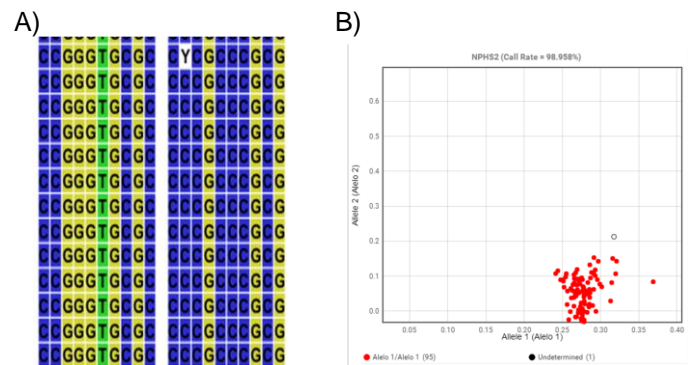 A)
CCGGGTGCGC CYCGCCCGCG
CCGGGTGCGC CCCGCCCGCG
CCGGGTGCGC CCCGCCCGCG
CCGGGTGCGC CCCGCCCGCG
CCGGGTGCGC CCCGCCCGCG
CCGGGTGCGC CCCGCCCGCG
CCGGGTGCGC CCCGCCCGCG
CCGGGTGCGC CCCGCCCGCG
CCGGGTGCGC CCCGCCCGCG
CCGGGTGCGC CCCGCCCGCG
CCGGGTGCGC CCCGCCCGCG
CCGGGTGCGC CCCGCCCGCG
CCGGGTGCGC CCCGCCCGCG
B)
NPHS2 (Call Rate = 98.958%)
Allele 2 (Alelo 2)
0.6
0.5
0.4
0.3
0.2
0.1
0.0
0.05 0.10 0.15 0.20 0.25 0.30 0.35 0.40
Allele 1 (Alelo 1)
Alelo 1/Alelo 1 (95) Undetermined (1)